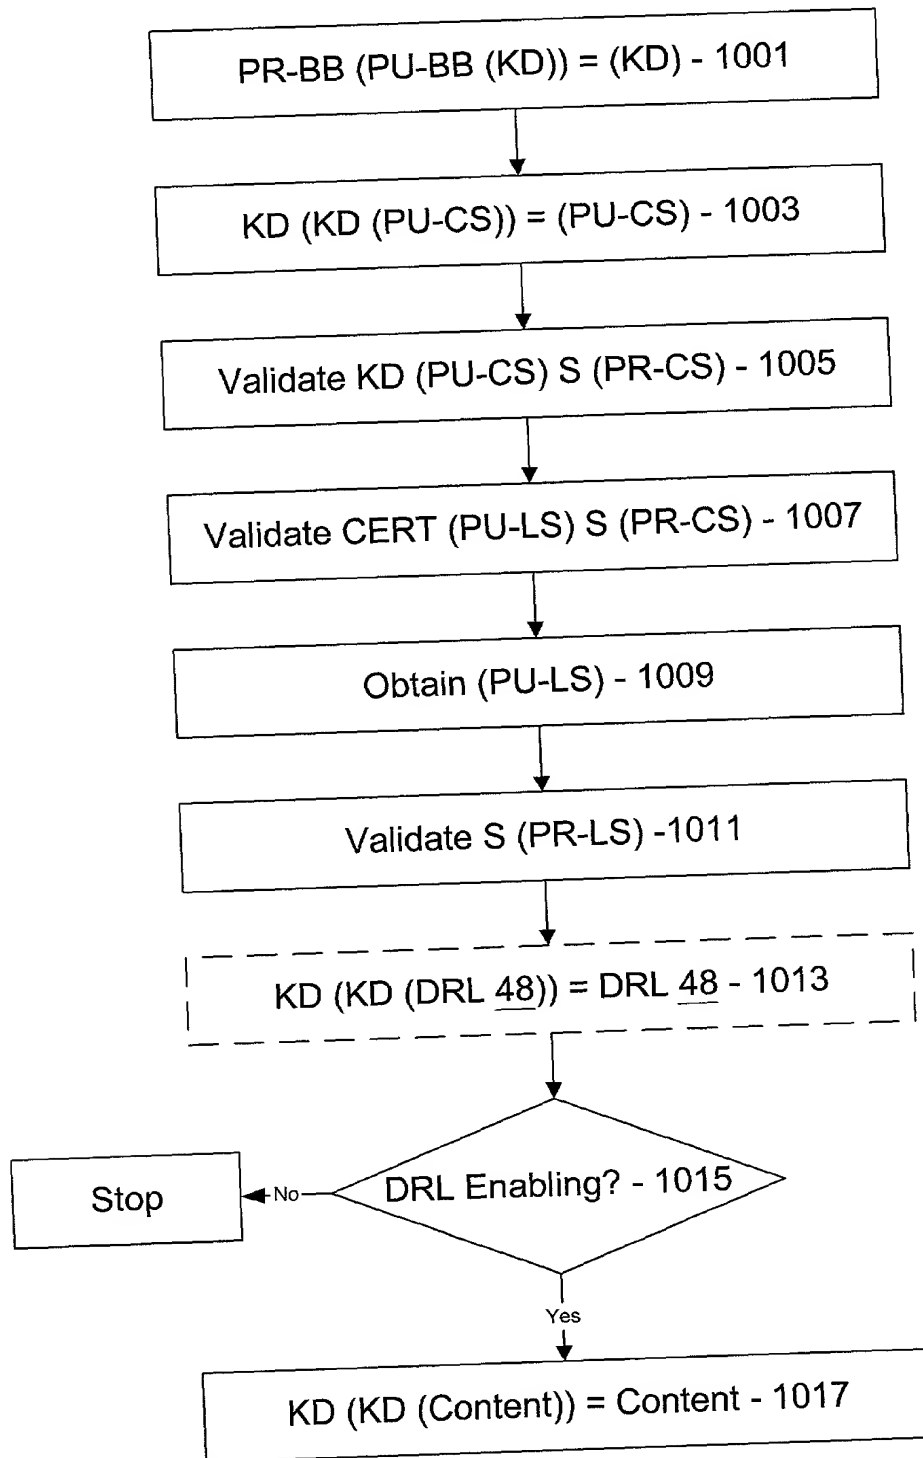 PR-BB (PU-BB (KD)) = (KD) - 1001
KD (KD (PU-CS)) = (PU-CS) - 1003
Validate KD (PU-CS) S (PR-CS) - 1005
Validate CERT (PU-LS) S (PR-CS) - 1007
Obtain (PU-LS) - 1009
Validate S (PR-LS) -1011
KD (KD (DRL 48)) = DRL 48 - 1013
DRL Enabling? - 1015
No
Stop
Yes
KD (KD (Content)) = Content - 1017